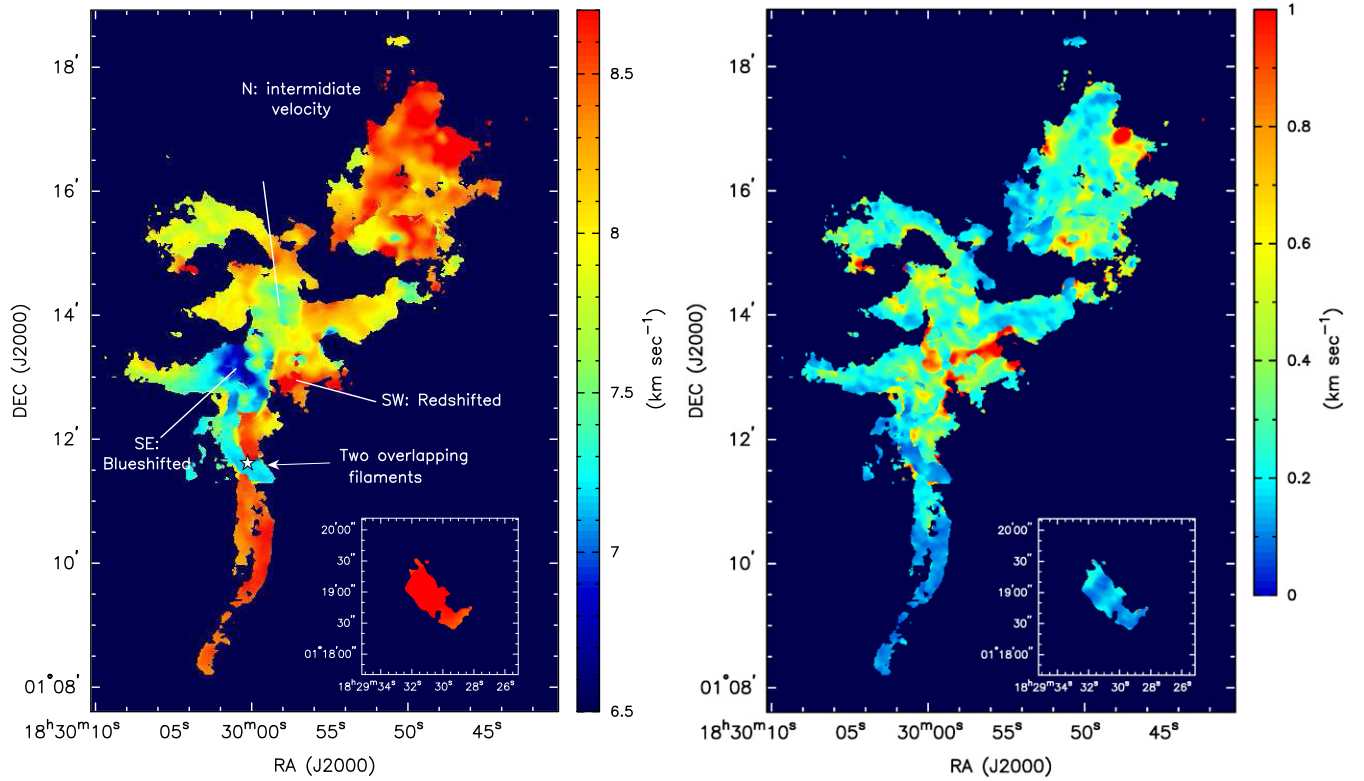 18'
16'
14'
12'
10'
01° 08'
DEC (J2000)
N: intermidiate
velocity
SE:
Blueshifted
SW: Redshifted
Two overlapping
filaments
20'00"
30"
19'00"
30"
01°18'00"
18ʰ29ᵐ34ˢ
32ˢ
30ˢ
28ˢ
26ˢ
18ʰ30ᵐ10ˢ
05ˢ
30ᵐ00ˢ
55ˢ
50ˢ
45ˢ
RA (J2000)
8.5
8
7.5
7
6.5
(km sec⁻¹)
18'
16'
14'
12'
10'
01° 08'
DEC (J2000)
20'00"
30"
19'00"
30"
01°18'00"
18ʰ29ᵐ34ˢ
32ˢ
30ˢ
28ˢ
26ˢ
18ʰ30ᵐ10ˢ
05ˢ
30ᵐ00ˢ
55ˢ
50ˢ
45ˢ
RA (J2000)
1
0.8
0.6
0.4
0.2
0
(km sec⁻¹)